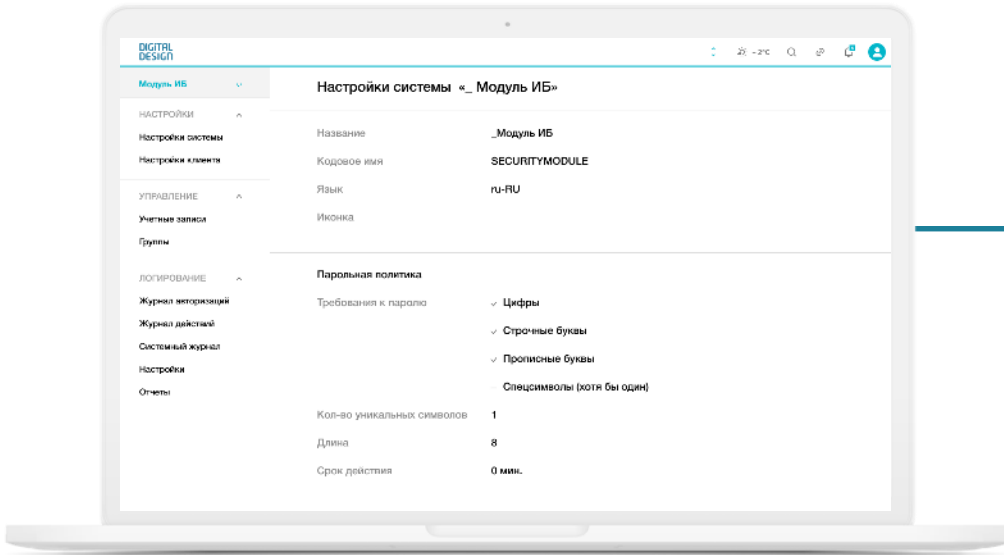 DIGITAL
DESIGN
-2°C
Модуль ИБ
НАСТРОЙКИ
Настройки системы
Настройки клиента
УПРАВЛЕНИЕ
Учетные записи
Группы
ЛОГИРОВАНИЕ
Журнал авторизаций
Журнал действий
Системный журнал
Настройки
Отчеты
Настройки системы «_ Модуль ИБ»
Название _Модуль ИБ
Кодовое имя SECURITYMODULE
Язык ru-RU
Иконка
Парольная политика
Требования к паролю Цифры
Строчные буквы
Прописные буквы
Спецсимволы (хотя бы один)
Кол-во уникальных символов 1
Длина 8
Срок действия 0 мин.